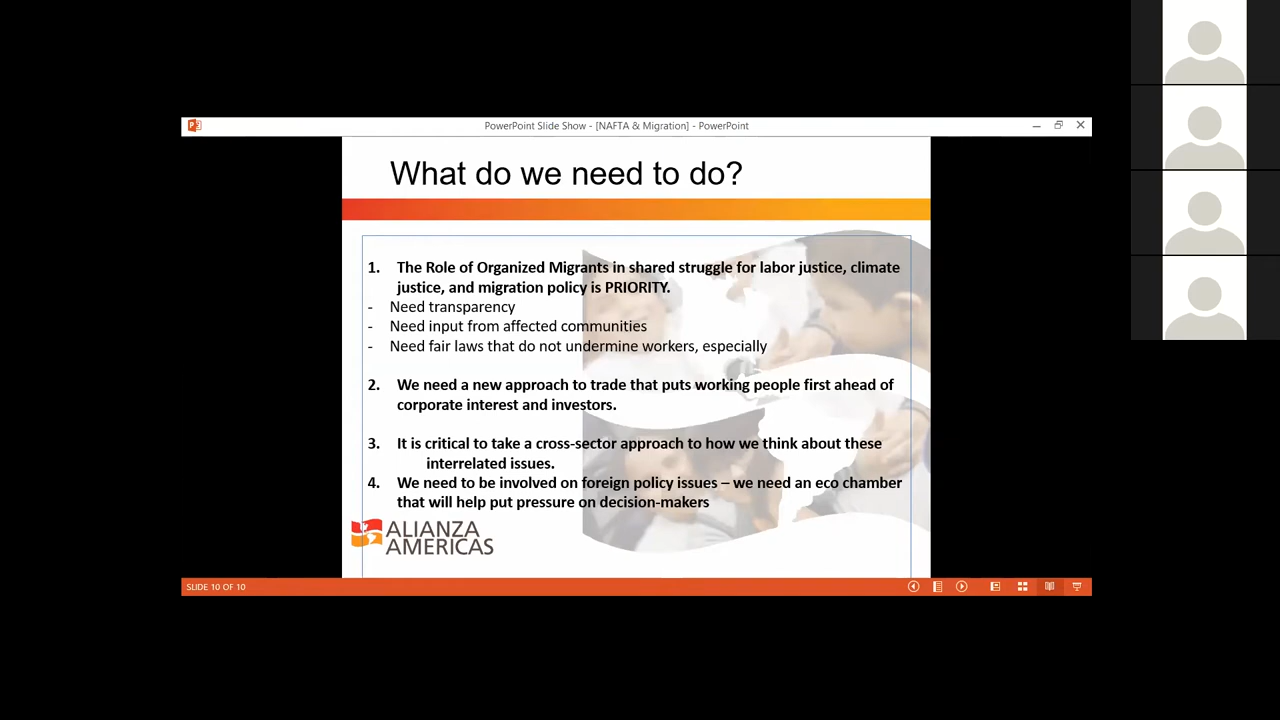 PowerPoint Slide Show - [NAFTA & Migration] - PowerPoint
What do we need to do?
1. The Role of Organized Migrants in shared struggle for labor justice, climate
justice, and migration policy is PRIORITY.
- Need transparency
- Need input from affected communities
- Need fair laws that do not undermine workers, especially
2. We need a new approach to trade that puts working people first ahead of
corporate interest and investors.
3. It is critical to take a cross-sector approach to how we think about these
interrelated issues.
4. We need to be involved on foreign policy issues – we need an eco chamber
that will help put pressure on decision-makers
ALIANZA
AMERICAS
SLIDE 10 OF 10